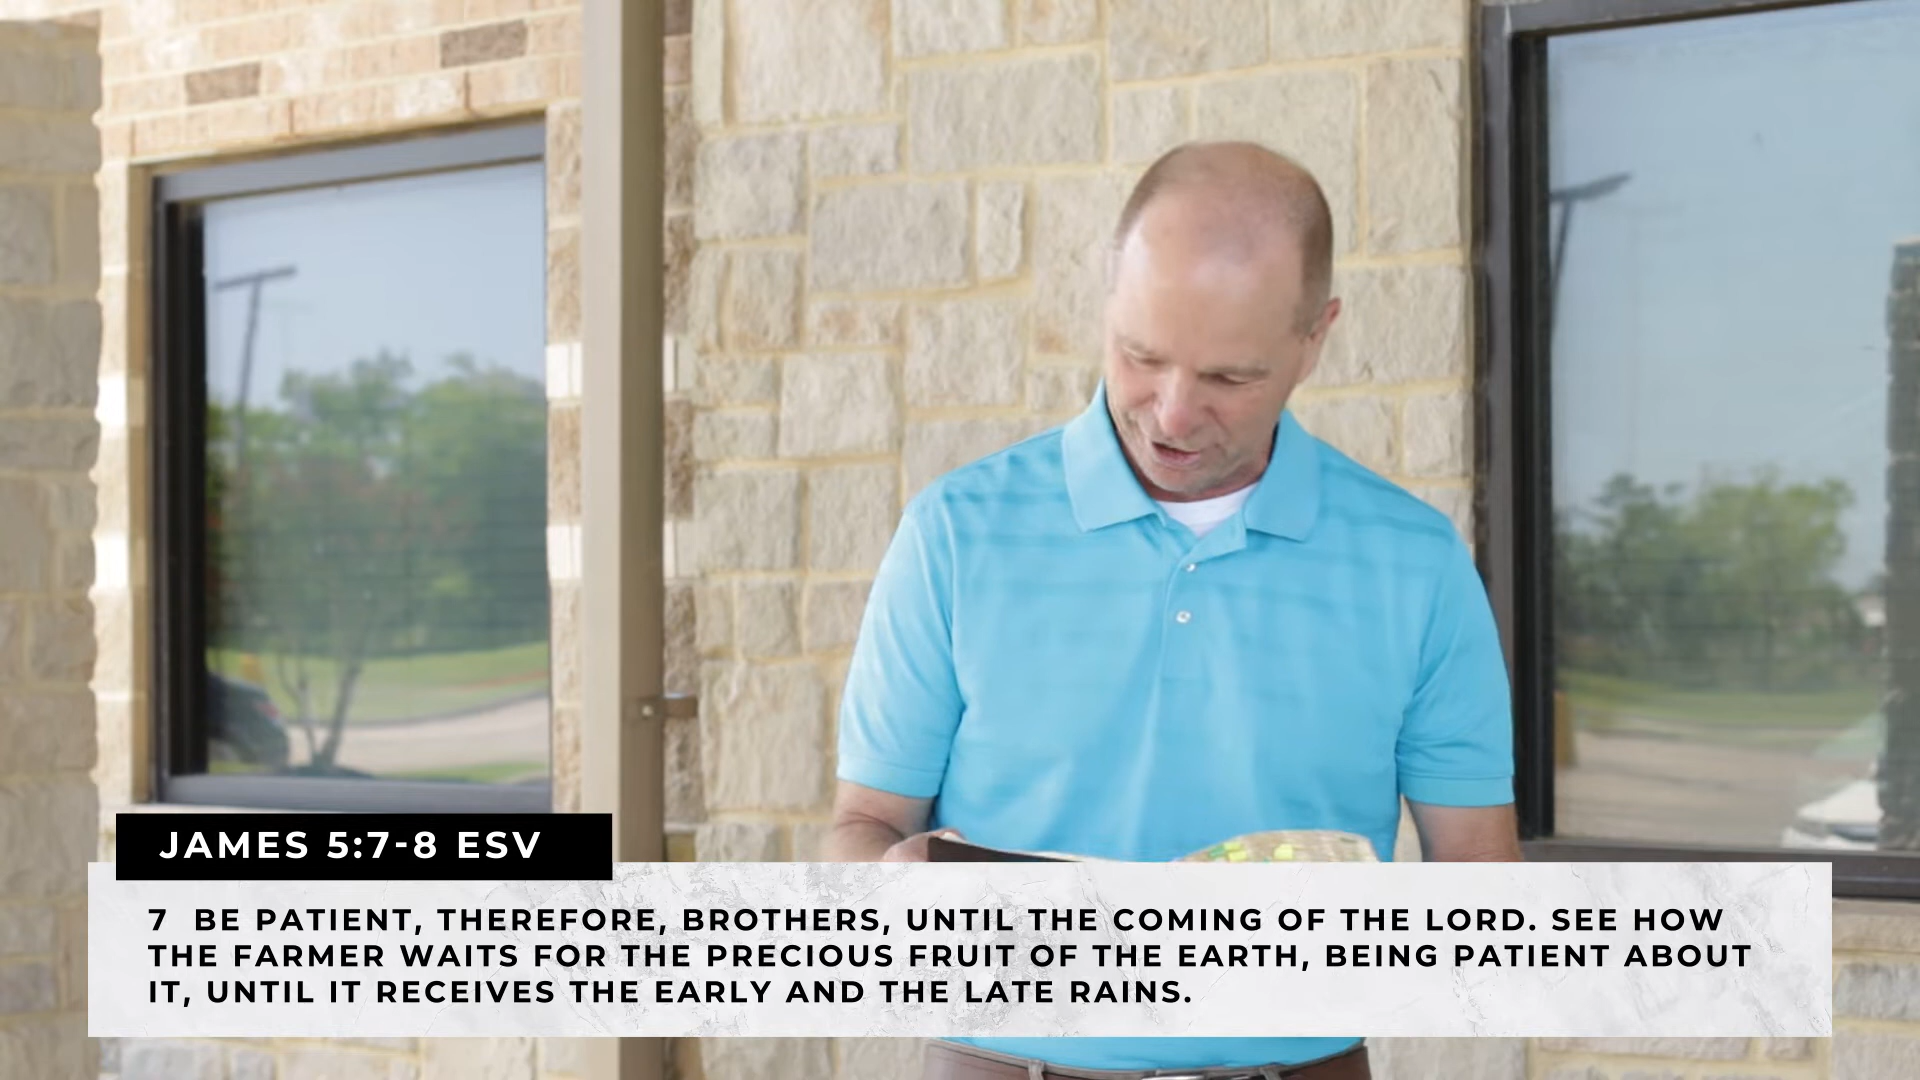 JAMES 5:7-8 ESV
7 BE PATIENT, THEREFORE, BROTHERS, UNTIL THE COMING OF THE LORD. SEE HOW
THE FARMER WAITS FOR THE PRECIOUS FRUIT OF THE EARTH, BEING PATIENT ABOUT
IT, UNTIL IT RECEIVES THE EARLY AND THE LATE RAINS.